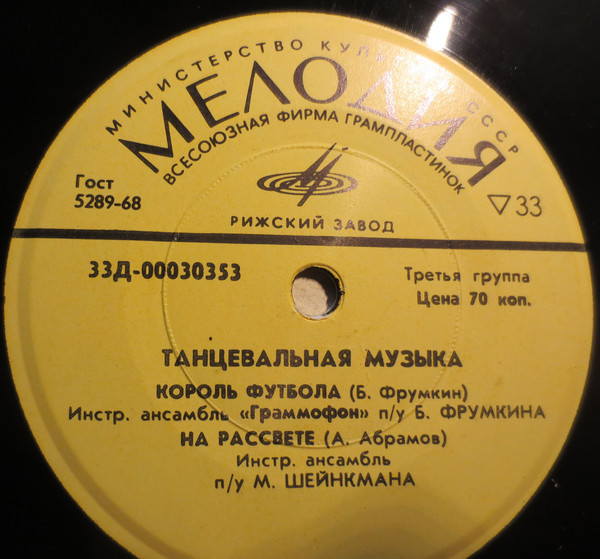 МИНИСТЕРСТВО КУЛ СССР
МЕЛОДИЯ
ВСЕСОЮЗНАЯ ФИРМА ГРАМПЛАСТИНОК
Гост
5289-68
33
РИЖСКИЙ ЗАВОД
33Д-00030353
Третья группа
Цена 70 коп.
ТАНЦЕВАЛЬНАЯ МУЗЫКА
КОРОЛЬ ФУТБОЛА (Б. Фрумкин)
Инстр. ансамбль «Граммофон» п/у Б. ФРУМКИНА
НА РАССВЕТЕ (А. Абрамов)
Инстр. ансамбль
п/у М. ШЕЙНКМАНА